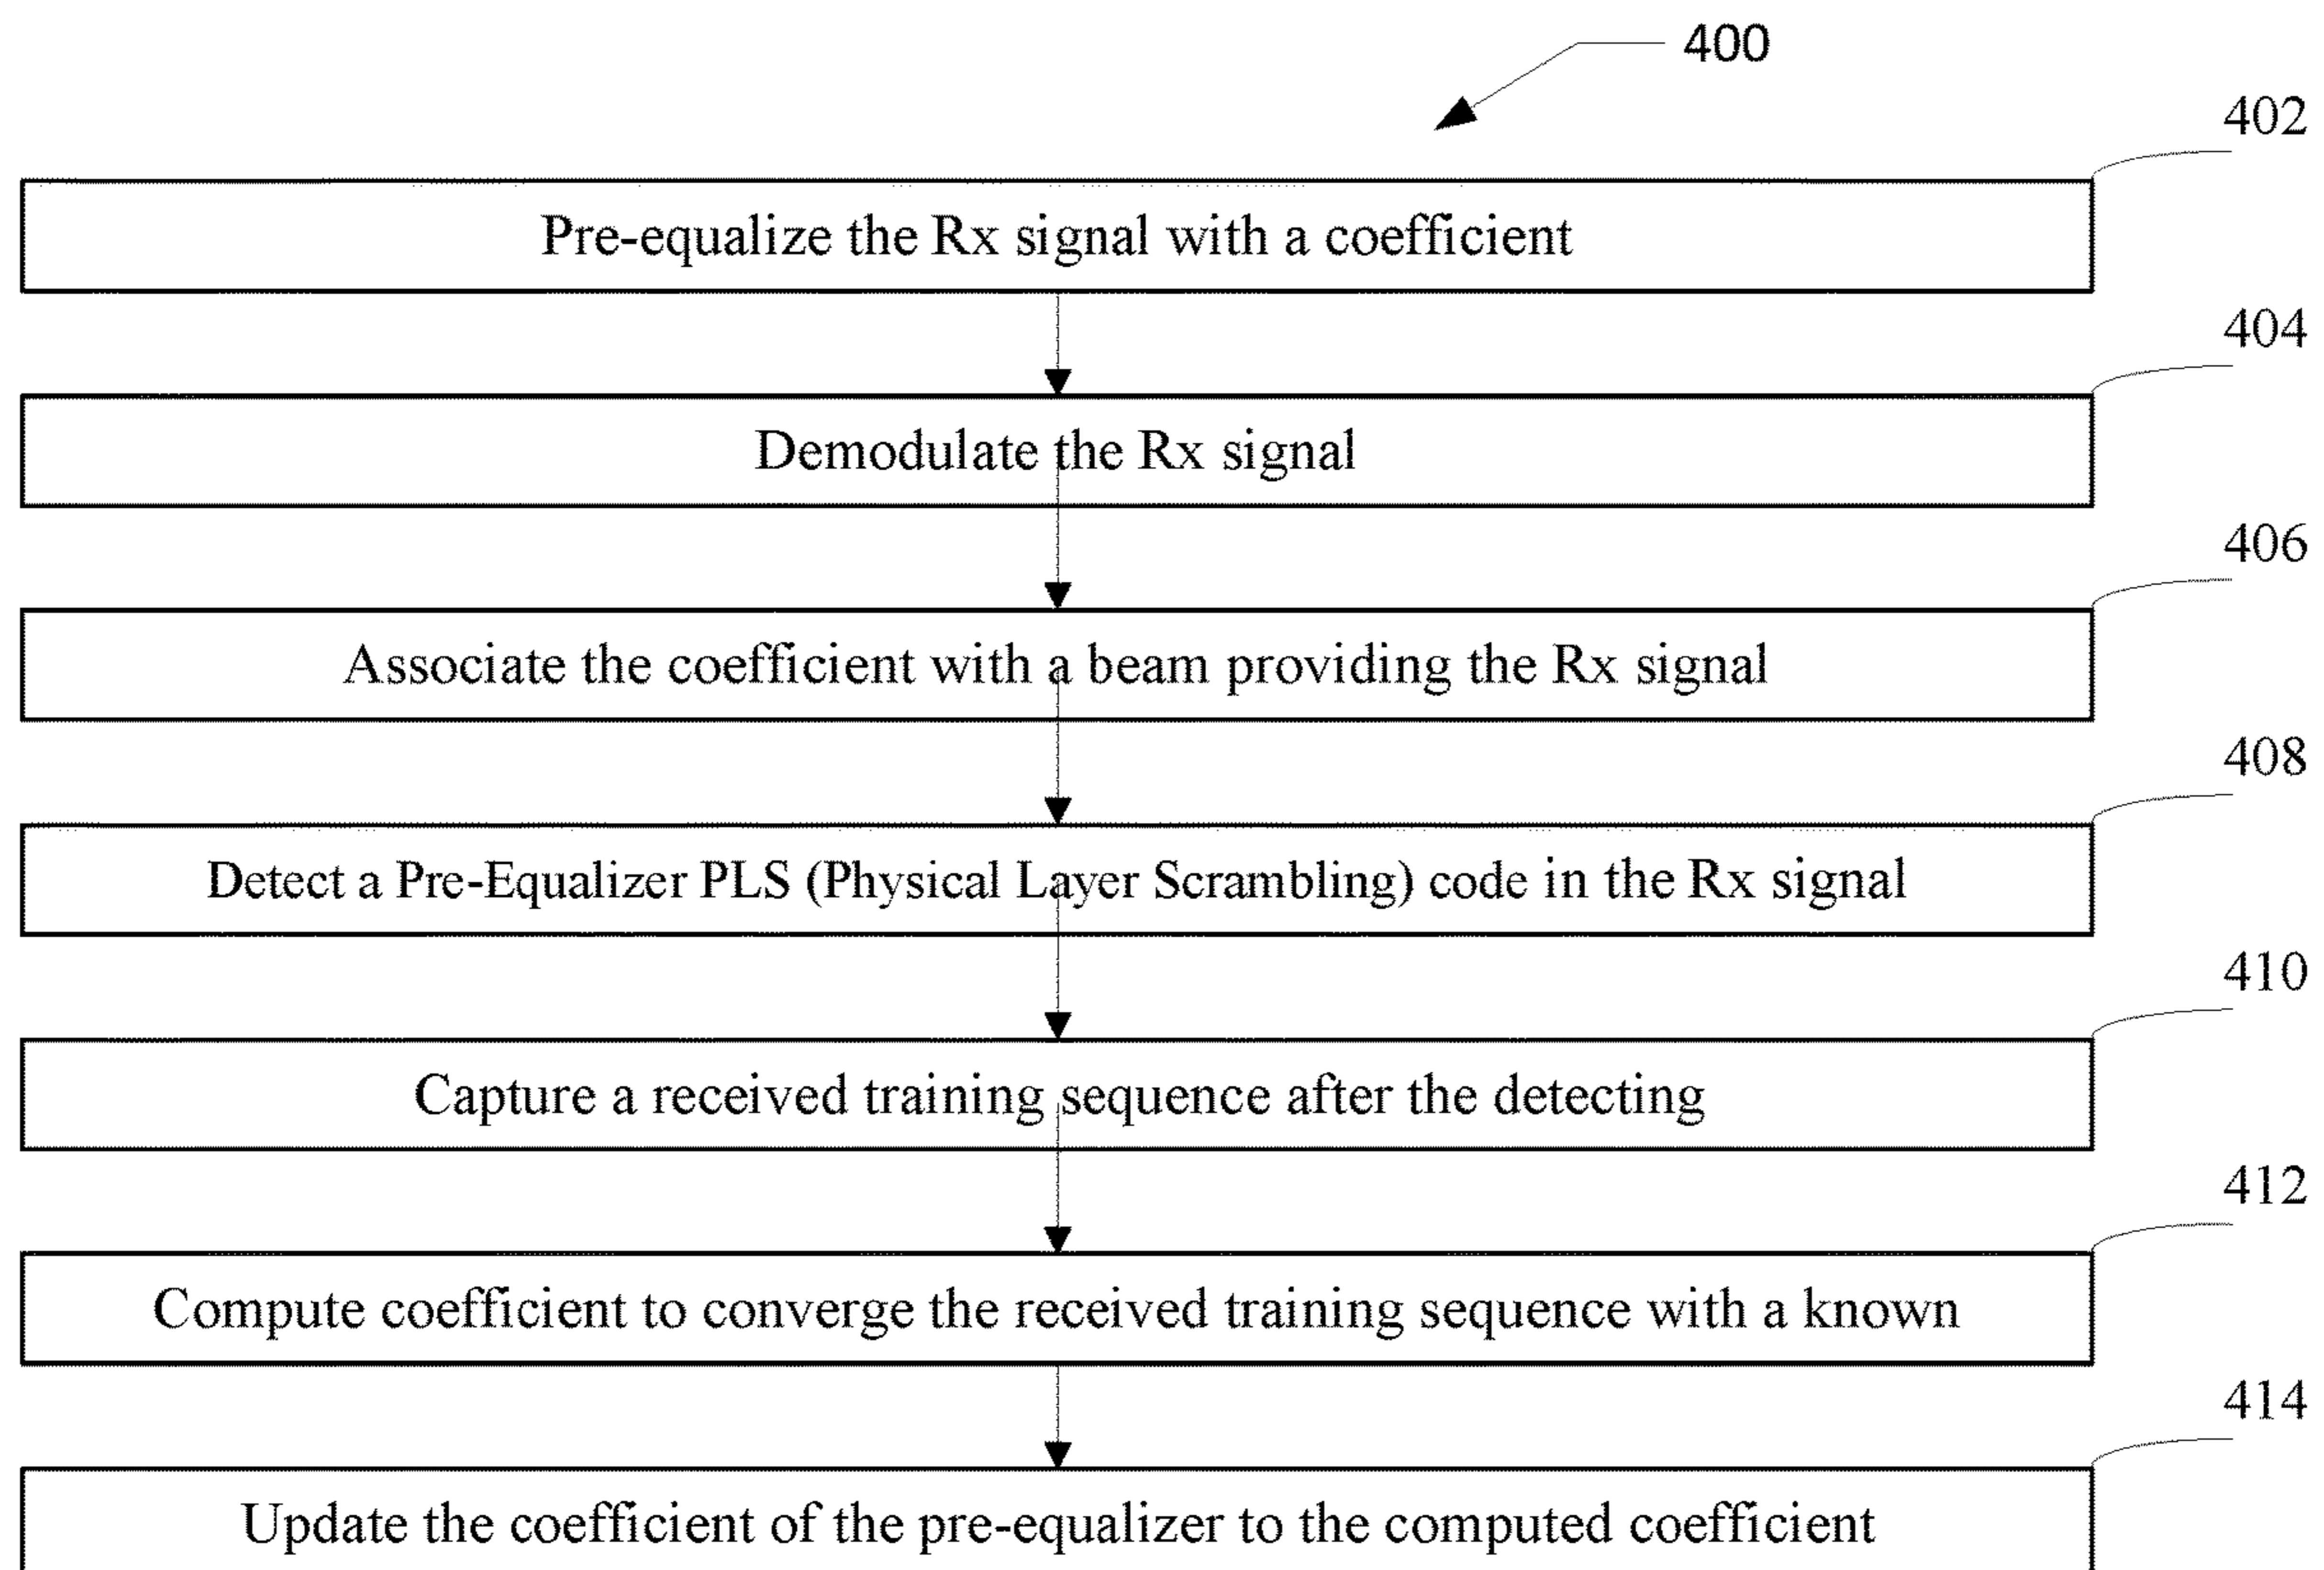 400
402
Pre-equalize the Rx signal with a coefficient
404
Demodulate the Rx signal
406
Associate the coefficient with a beam providing the Rx signal
408
Detect a Pre-Equalizer PLS (Physical Layer Scrambling) code in the Rx signal
410
Capture a received training sequence after the detecting
412
Compute coefficient to converge the received training sequence with a known
414
Update the coefficient of the pre-equalizer to the computed coefficient